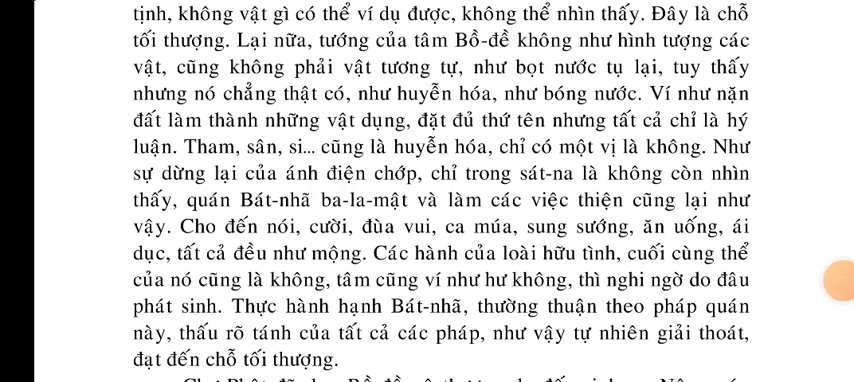 tịnh, không vật gì có thể ví dụ được, không thể nhìn thấy. Đây là chỗ
tối thượng. Lại nữa, tướng của tâm Bồ-đề không như hình tượng các
vật, cũng không phải vật tương tự, như bọt nước tụ lại, tuy thấy
nhưng nó chẳng thật có, như huyễn hóa, như bóng nước. Ví như nặn
đất làm thành những vật dụng, đặt đủ thứ tên nhưng tất cả chỉ là hý
luận. Tham, sân, si... cũng là huyễn hóa, chỉ có một vị là không. Như
sự dừng lại của ánh điện chớp, chỉ trong sát-na là không còn nhìn
thấy, quán Bát-nhã ba-la-mật và làm các việc thiện cũng lại như
vậy. Cho đến nói, cười, đùa vui, ca múa, sung sướng, ăn uống, ái
dục, tất cả đều như mộng. Các hành của loài hữu tình, cuối cùng thể
của nó cũng là không, tâm cũng ví như hư không, thì nghi ngờ do đâu
phát sinh. Thực hành hạnh Bát-nhã, thường thuận theo pháp quán
này, thấu rõ tánh của tất cả các pháp, như vậy tự nhiên giải thoát,
đạt đến chỗ tối thượng.